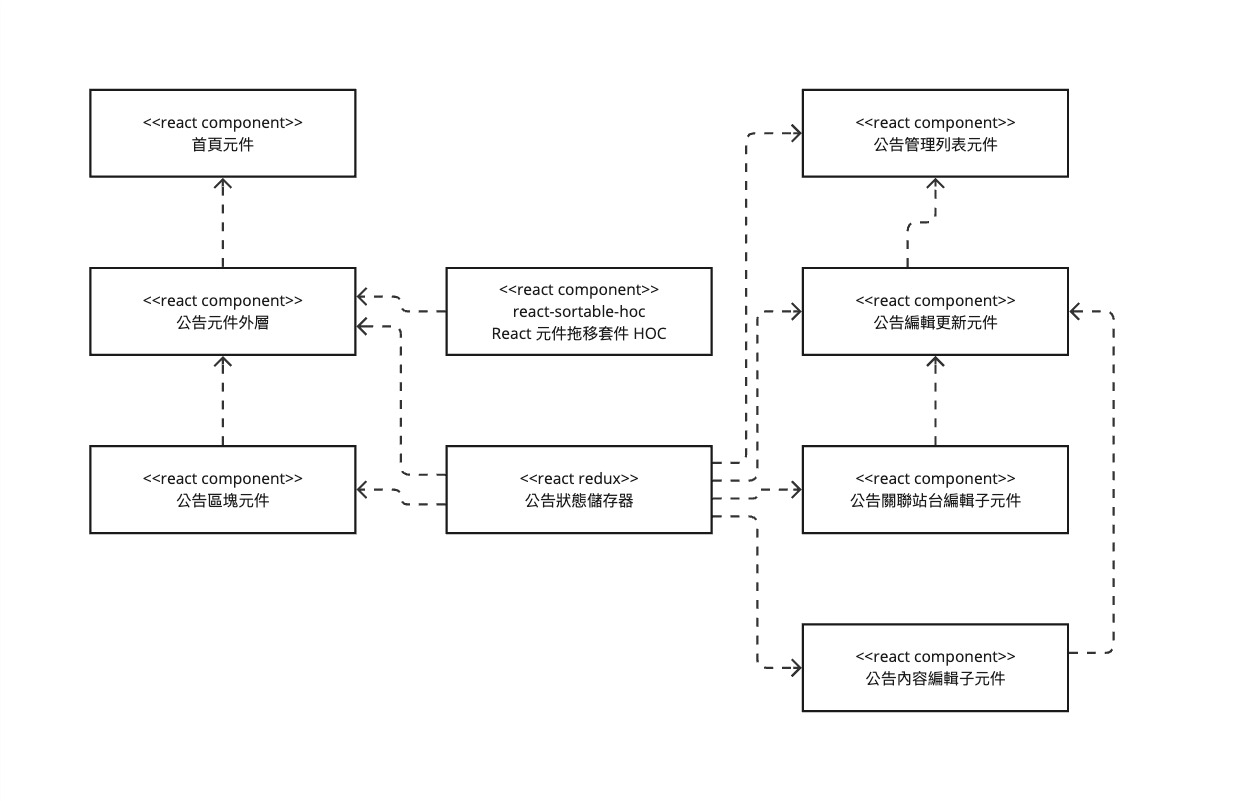 <<react component>>
首頁元件
<<react component>>
公告管理列表元件
<<react component>>
公告元件外層
<<react component>>
react-sortable-hoc
React 元件拖移套件 HOC
<<react component>>
公告編輯更新元件
<<react component>>
公告區塊元件
<<react redux>>
公告狀態儲存器
<<react component>>
公告關聯站台編輯子元件
<<react component>>
公告內容編輯子元件